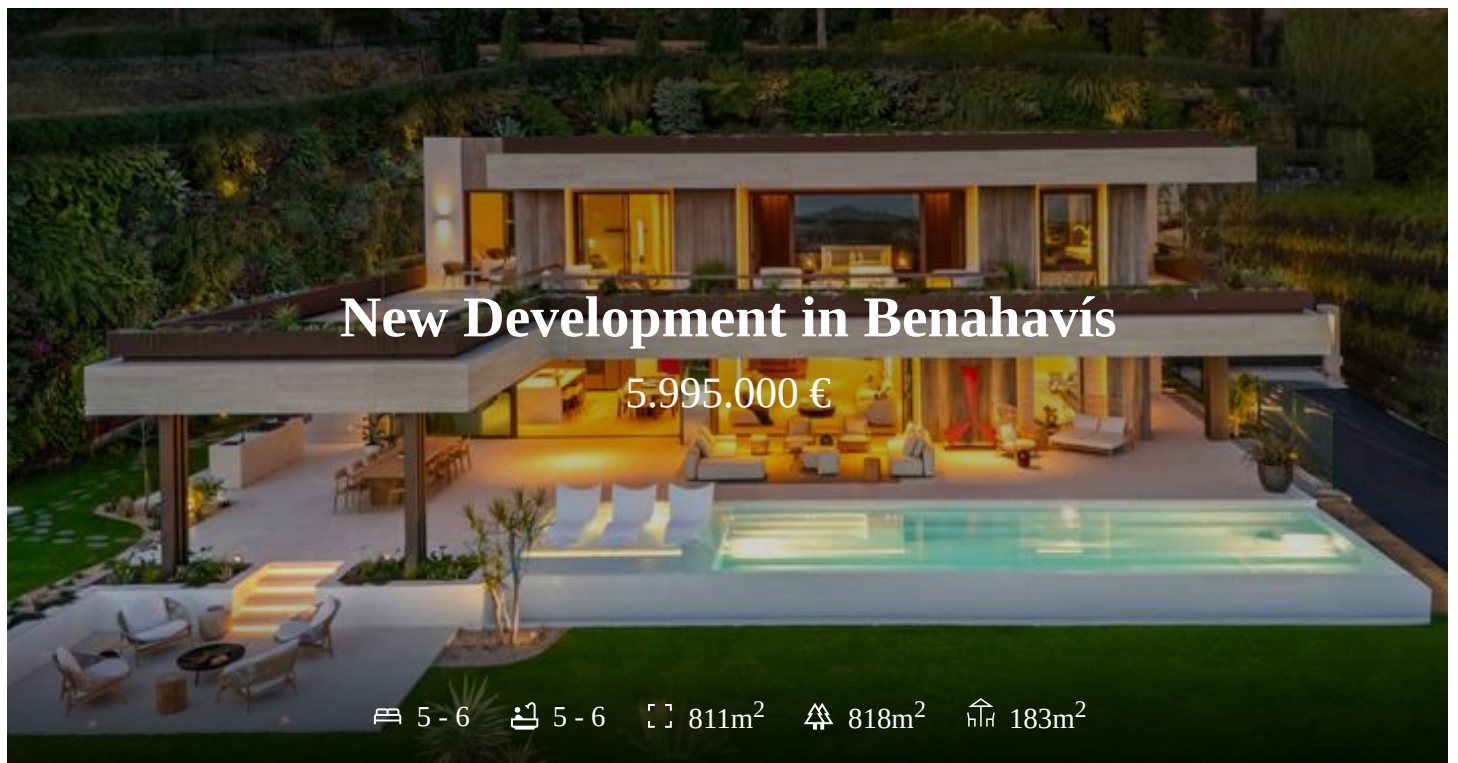 New Development in Benahavís
5.995.000 €
5 - 6 5 - 6 811m² 818m² 183m²